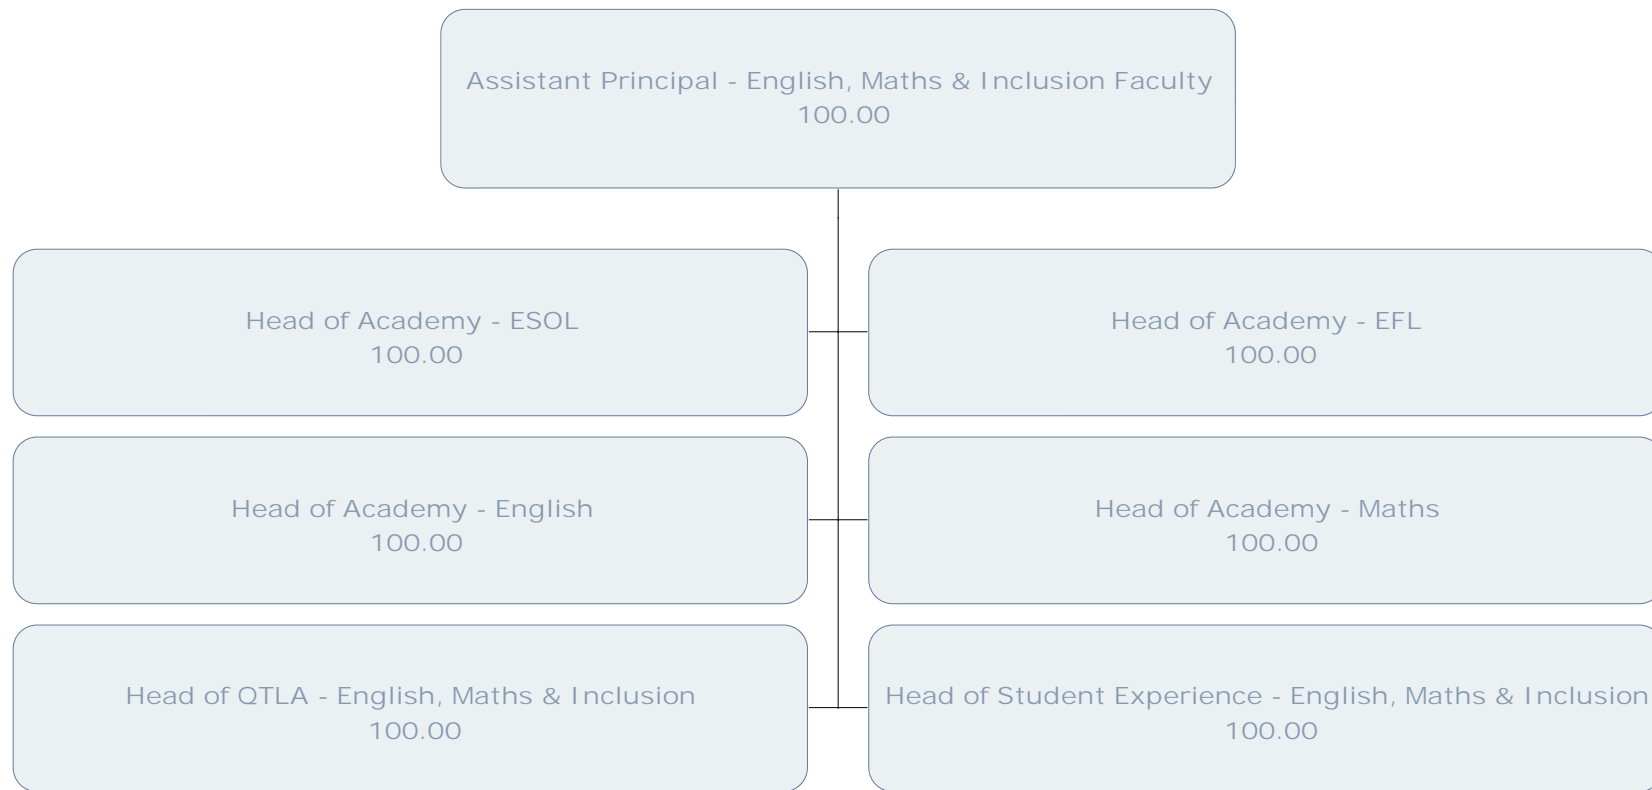 Assistant Principal - English, Maths & Inclusion Faculty
100.00
Head of Academy - ESOL
100.00
Head of Academy - EFL
100.00
Head of Academy - English
100.00
Head of Academy - Maths
100.00
Head of QTLA - English, Maths & Inclusion
100.00
Head of Student Experience - English, Maths & Inclusion
100.00